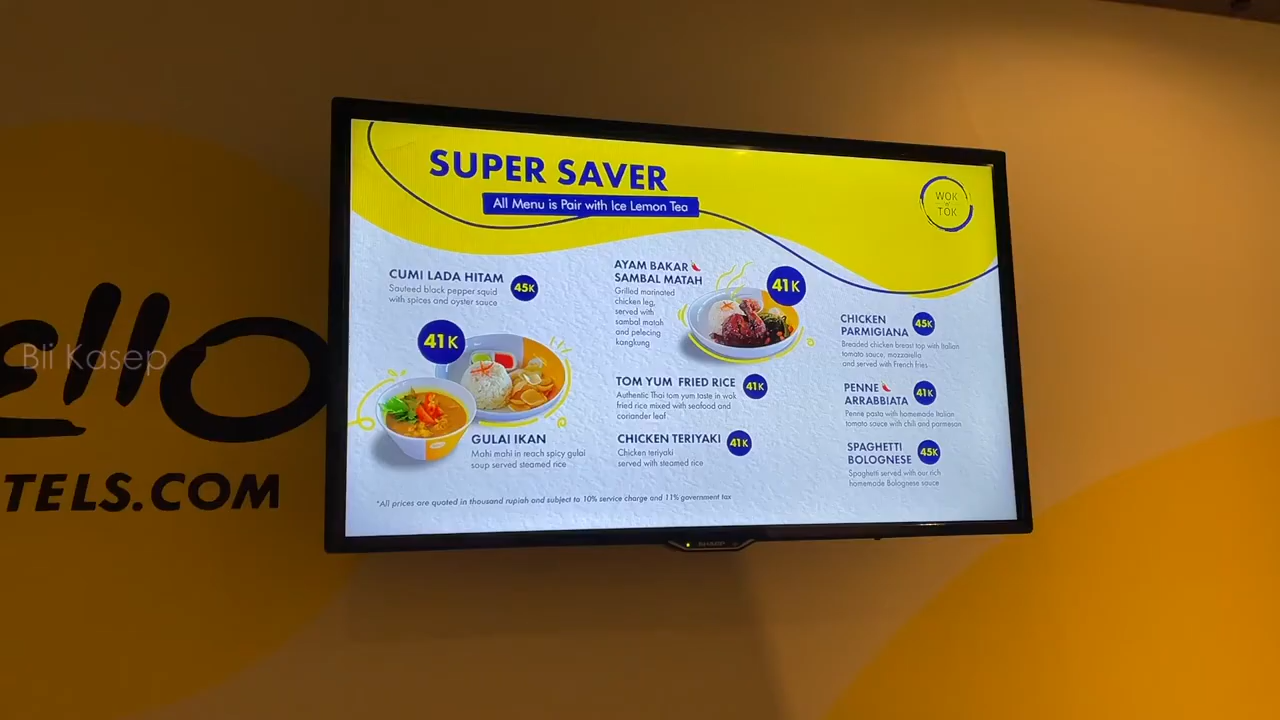 SUPER SAVER
All Menu is Pair with Ice Lemon Tea
WOK
n'
TOK
CUMI LADA HITAM
45K
Sauteed black pepper squid
with spices and oyster sauce
41K
GULAI IKAN
Mahi mahi in reach spicy gulai
soup served steamed rice
AYAM BAKAR
SAMBAL MATAH
41K
Grilled marinated
chicken leg,
served with
sambal matah
and pelecing
kangkung
TOM YUM FRIED RICE
41K
Authentic Thai tom yum taste in wok
fried rice mixed with seafood and
coriander leaf
CHICKEN TERIYAKI
41K
Chicken teriyaki
served with steamed rice
CHICKEN
PARMIGIANA
45K
Breaded chicken breast top with Italian
tomato sauce, mozzarella
and served with French fries
PENNE
ARRABBIATA
41K
Penne pasta with homemade Italian
tomato sauce with chili and parmesan
SPAGHETTI
BOLOGNESE
45K
Spaghetti served with our rich
homemade Bolognese sauce
*All prices are quoted in thousand rupiah and subject to 10% service charge and 11% government tax
SHARP
ello
Bli Kasep
TELS.COM